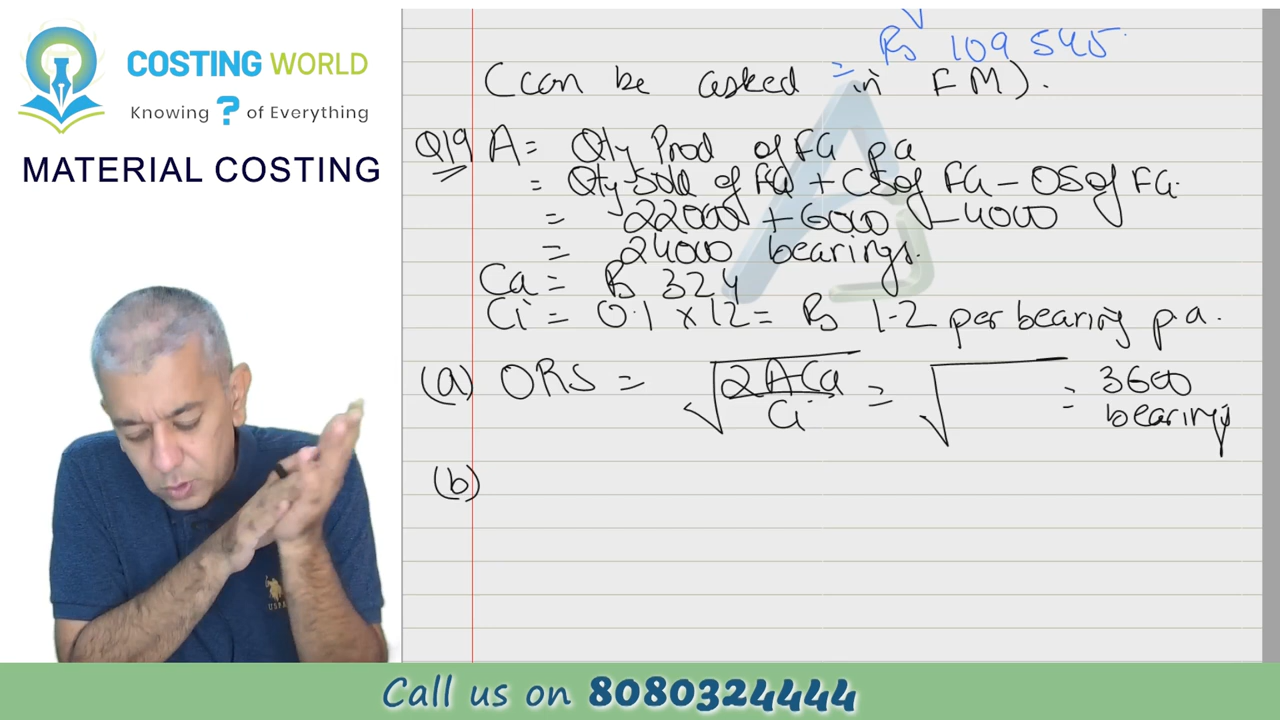 COSTING WORLD
Knowing ? of Everything
MATERIAL COSTING
= Rs 109 545
(can be asked in FM).
Q19 A = Qty Prod of FG pa
= Qty Sold of FG + CS of FG - OS of FG.
= 22000 + 6000 - 4000
= 24000 bearings.
Ca = Rs 324
Ci = 0.1 x 12 = Rs 1.2 per bearing p.a.
(a) ORS = √2ACa/Ci = √ = 3600 bearings
(b)
USPA
Call us on 8080324444